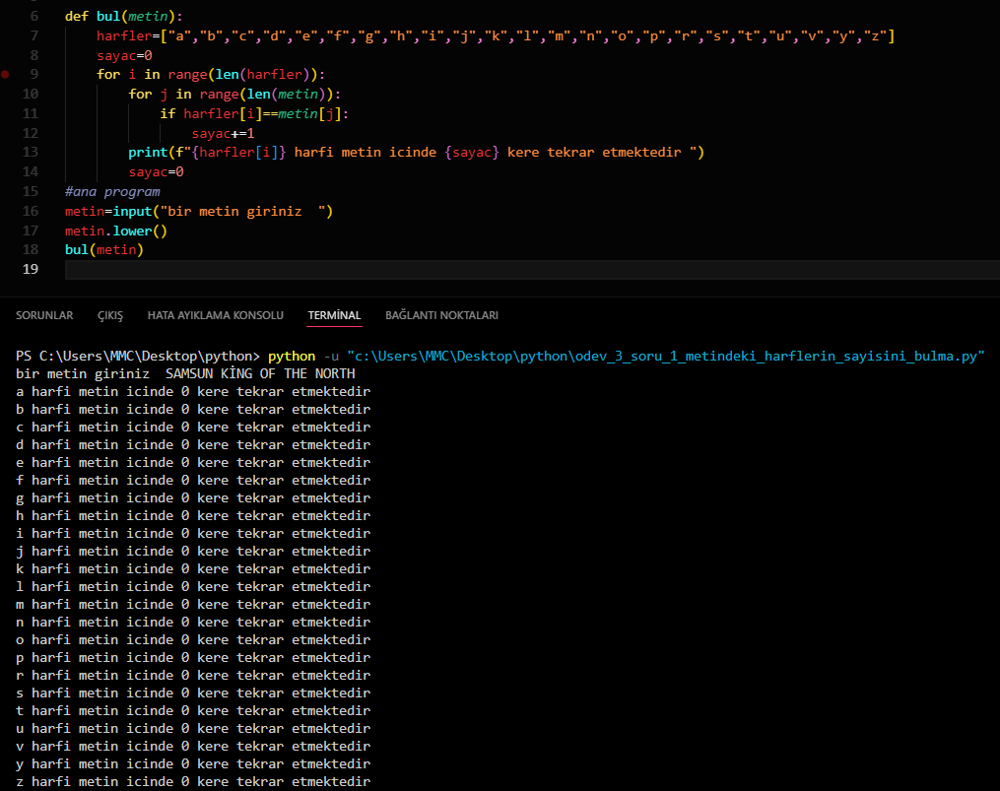 6 def bul(metin):
7 harfler=["a","b","c","d","e","f","g","h","i","j","k","l","m","n","o","p","r","s","t","u","v","y","z"]
8 sayac=0
9 for i in range(len(harfler)):
10 for j in range(len(metin)):
11 if harfler[i]==metin[j]:
12 sayac+=1
13 print(f"{harfler[i]} harfi metin icinde {sayac} kere tekrar etmektedir ")
14 sayac=0
15 #ana program
16 metin=input("bir metin giriniz  ")
17 metin.lower()
18 bul(metin)
19
SORUNLAR ÇIKIŞ HATA AYIKLAMA KONSOLU TERMİNAL BAĞLANTI NOKTALARI
PS C:\Users\MMC\Desktop\python> python -u "c:\Users\MMC\Desktop\python\odev_3_soru_1_metindeki_harflerin_sayisini_bulma.py"
bir metin giriniz  SAMSUN KİNG OF THE NORTH
a harfi metin icinde 0 kere tekrar etmektedir
b harfi metin icinde 0 kere tekrar etmektedir
c harfi metin icinde 0 kere tekrar etmektedir
d harfi metin icinde 0 kere tekrar etmektedir
e harfi metin icinde 0 kere tekrar etmektedir
f harfi metin icinde 0 kere tekrar etmektedir
g harfi metin icinde 0 kere tekrar etmektedir
h harfi metin icinde 0 kere tekrar etmektedir
i harfi metin icinde 0 kere tekrar etmektedir
j harfi metin icinde 0 kere tekrar etmektedir
k harfi metin icinde 0 kere tekrar etmektedir
l harfi metin icinde 0 kere tekrar etmektedir
m harfi metin icinde 0 kere tekrar etmektedir
n harfi metin icinde 0 kere tekrar etmektedir
o harfi metin icinde 0 kere tekrar etmektedir
p harfi metin icinde 0 kere tekrar etmektedir
r harfi metin icinde 0 kere tekrar etmektedir
s harfi metin icinde 0 kere tekrar etmektedir
t harfi metin icinde 0 kere tekrar etmektedir
u harfi metin icinde 0 kere tekrar etmektedir
v harfi metin icinde 0 kere tekrar etmektedir
y harfi metin icinde 0 kere tekrar etmektedir
z harfi metin icinde 0 kere tekrar etmektedir